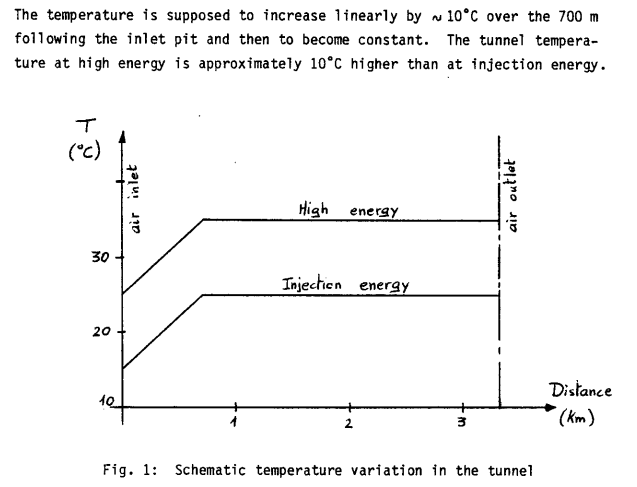 The temperature is supposed to increase linearly by ~ 10°C over the 700 m
following the inlet pit and then to become constant. The tunnel tempera-
ture at high energy is approximately 10°C higher than at injection energy.
T
(°C)
air inlet
air outlet
High energy
30
Injection energy
20
10
Distance
1
2
3
(Km)
Fig. 1: Schematic temperature variation in the tunnel